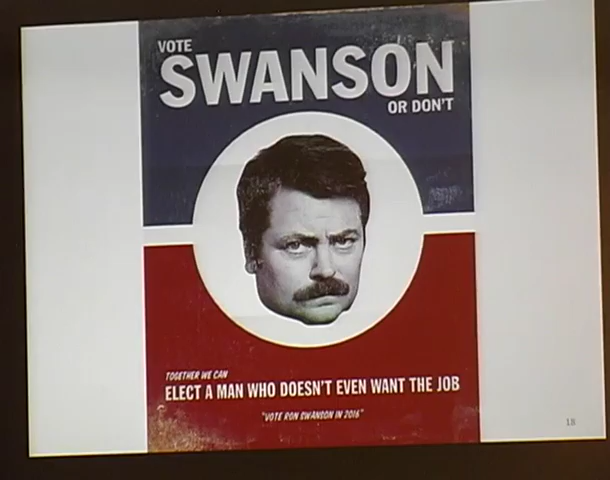 VOTE
SWANSON
OR DON'T
TOGETHER WE CAN
ELECT A MAN WHO DOESN'T EVEN WANT THE JOB
"VOTE RON SWANSON IN 2016"
18